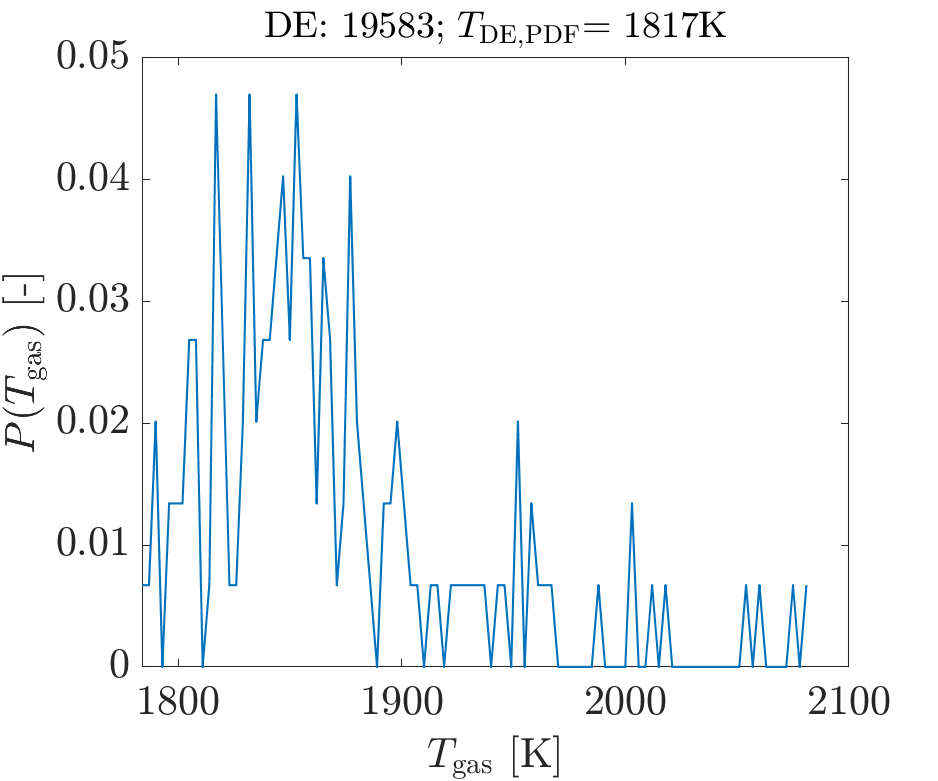 DE: 19583; T_DE,PDF= 1817K
0.05
0.04
0.03
0.02
0.01
0
P(T_gas) [-]
1800 1900 2000 2100
T_gas [K]